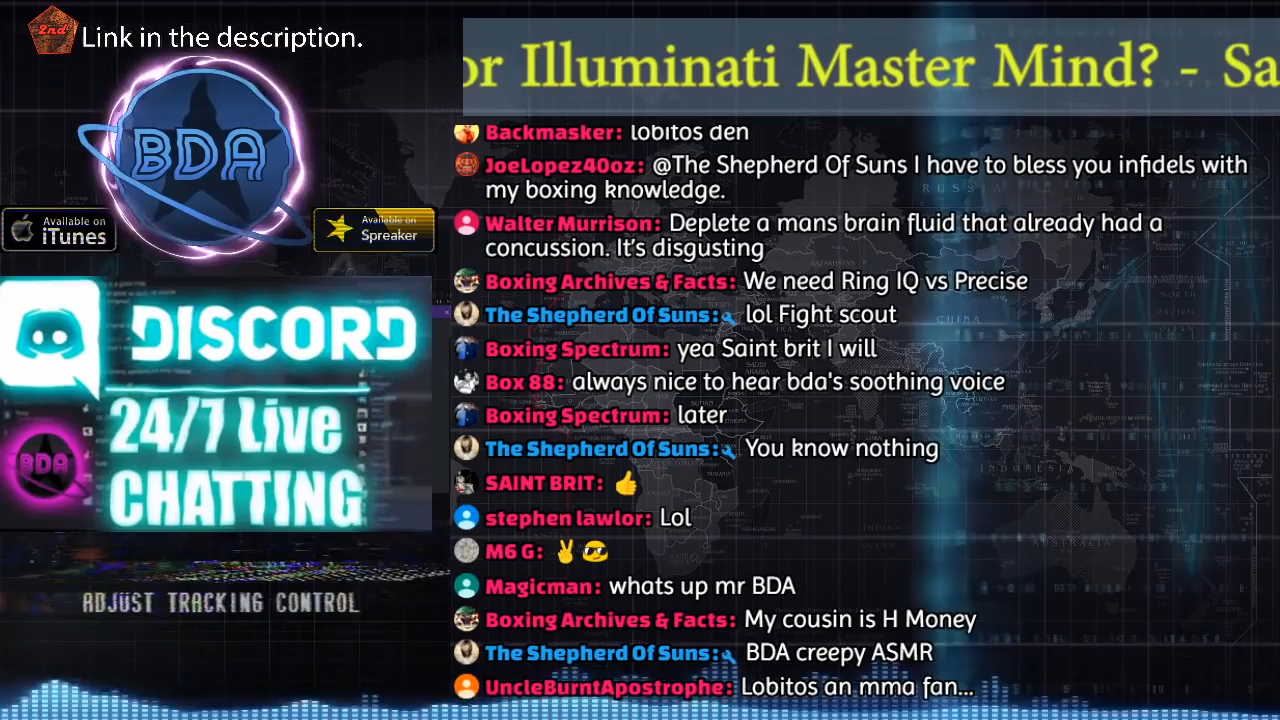 2nd
Link in the description.
or Illuminati Master Mind? - Sa
BDA
Available on
iTunes
Available on
Spreaker
DISCORD
24/7 Live
CHATTING
BDA
ADJUST TRACKING CONTROL
Backmasker: lobitos den
JoeLopez40oz: @The Shepherd Of Suns I have to bless you infidels with
my boxing knowledge.
Walter Murrison: Deplete a mans brain fluid that already had a
concussion. It's disgusting
Boxing Archives & Facts: We need Ring IQ vs Precise
The Shepherd Of Suns: lol Fight scout
Boxing Spectrum: yea Saint brit I will
Box 88: always nice to hear bda's soothing voice
Boxing Spectrum: later
The Shepherd Of Suns: You know nothing
SAINT BRIT: 👍
stephen lawlor: Lol
M6 G: ✌😎
Magicman: whats up mr BDA
Boxing Archives & Facts: My cousin is H Money
The Shepherd Of Suns: BDA creepy ASMR
UncleBurntApostrophe: Lobitos an mma fan...
RUSSIA
CHINA
INDONESIA